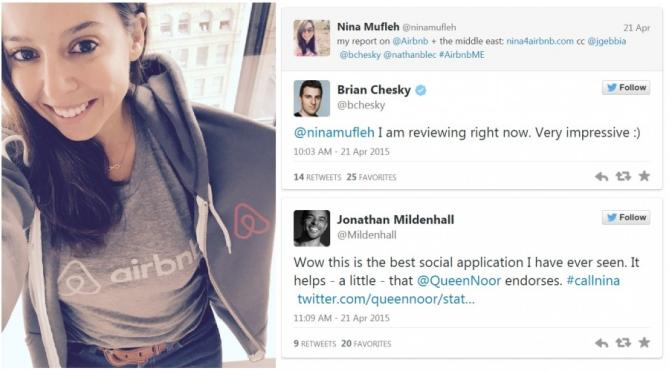 airbnb
Nina Mufleh @ninamufleh 21 Apr
my report on @Airbnb + the middle east: nina4airbnb.com cc @jgebbia
@bchesky @nathanblec #AirbnbME
Brian Chesky
@bchesky
Follow
@ninamufleh I am reviewing right now. Very impressive :)
10:03 AM - 21 Apr 2015
14 RETWEETS 25 FAVORITES
Jonathan Mildenhall
@Mildenhall
Follow
Wow this is the best social application I have ever seen. It
helps - a little - that @QueenNoor endorses. #callnina
twitter.com/queennoor/stat...
11:09 AM - 21 Apr 2015
9 RETWEETS 20 FAVORITES